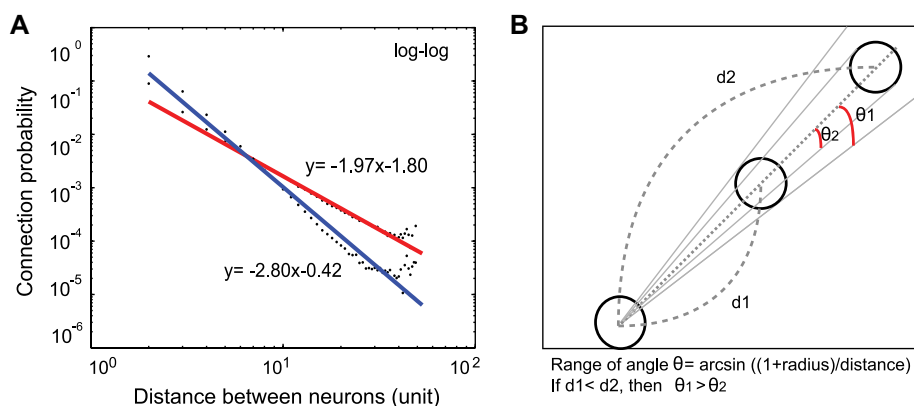 A
log-log
10^0
10^-1
10^-2
10^-3
10^-4
10^-5
10^-6
Connection probability
y= -1.97x-1.80
y= -2.80x-0.42
10^0
10^1
10^2
Distance between neurons (unit)
B
d2
θ1
θ2
d1
Range of angle θ= arcsin ((1+radius)/distance)
If d1< d2, then θ1>θ2